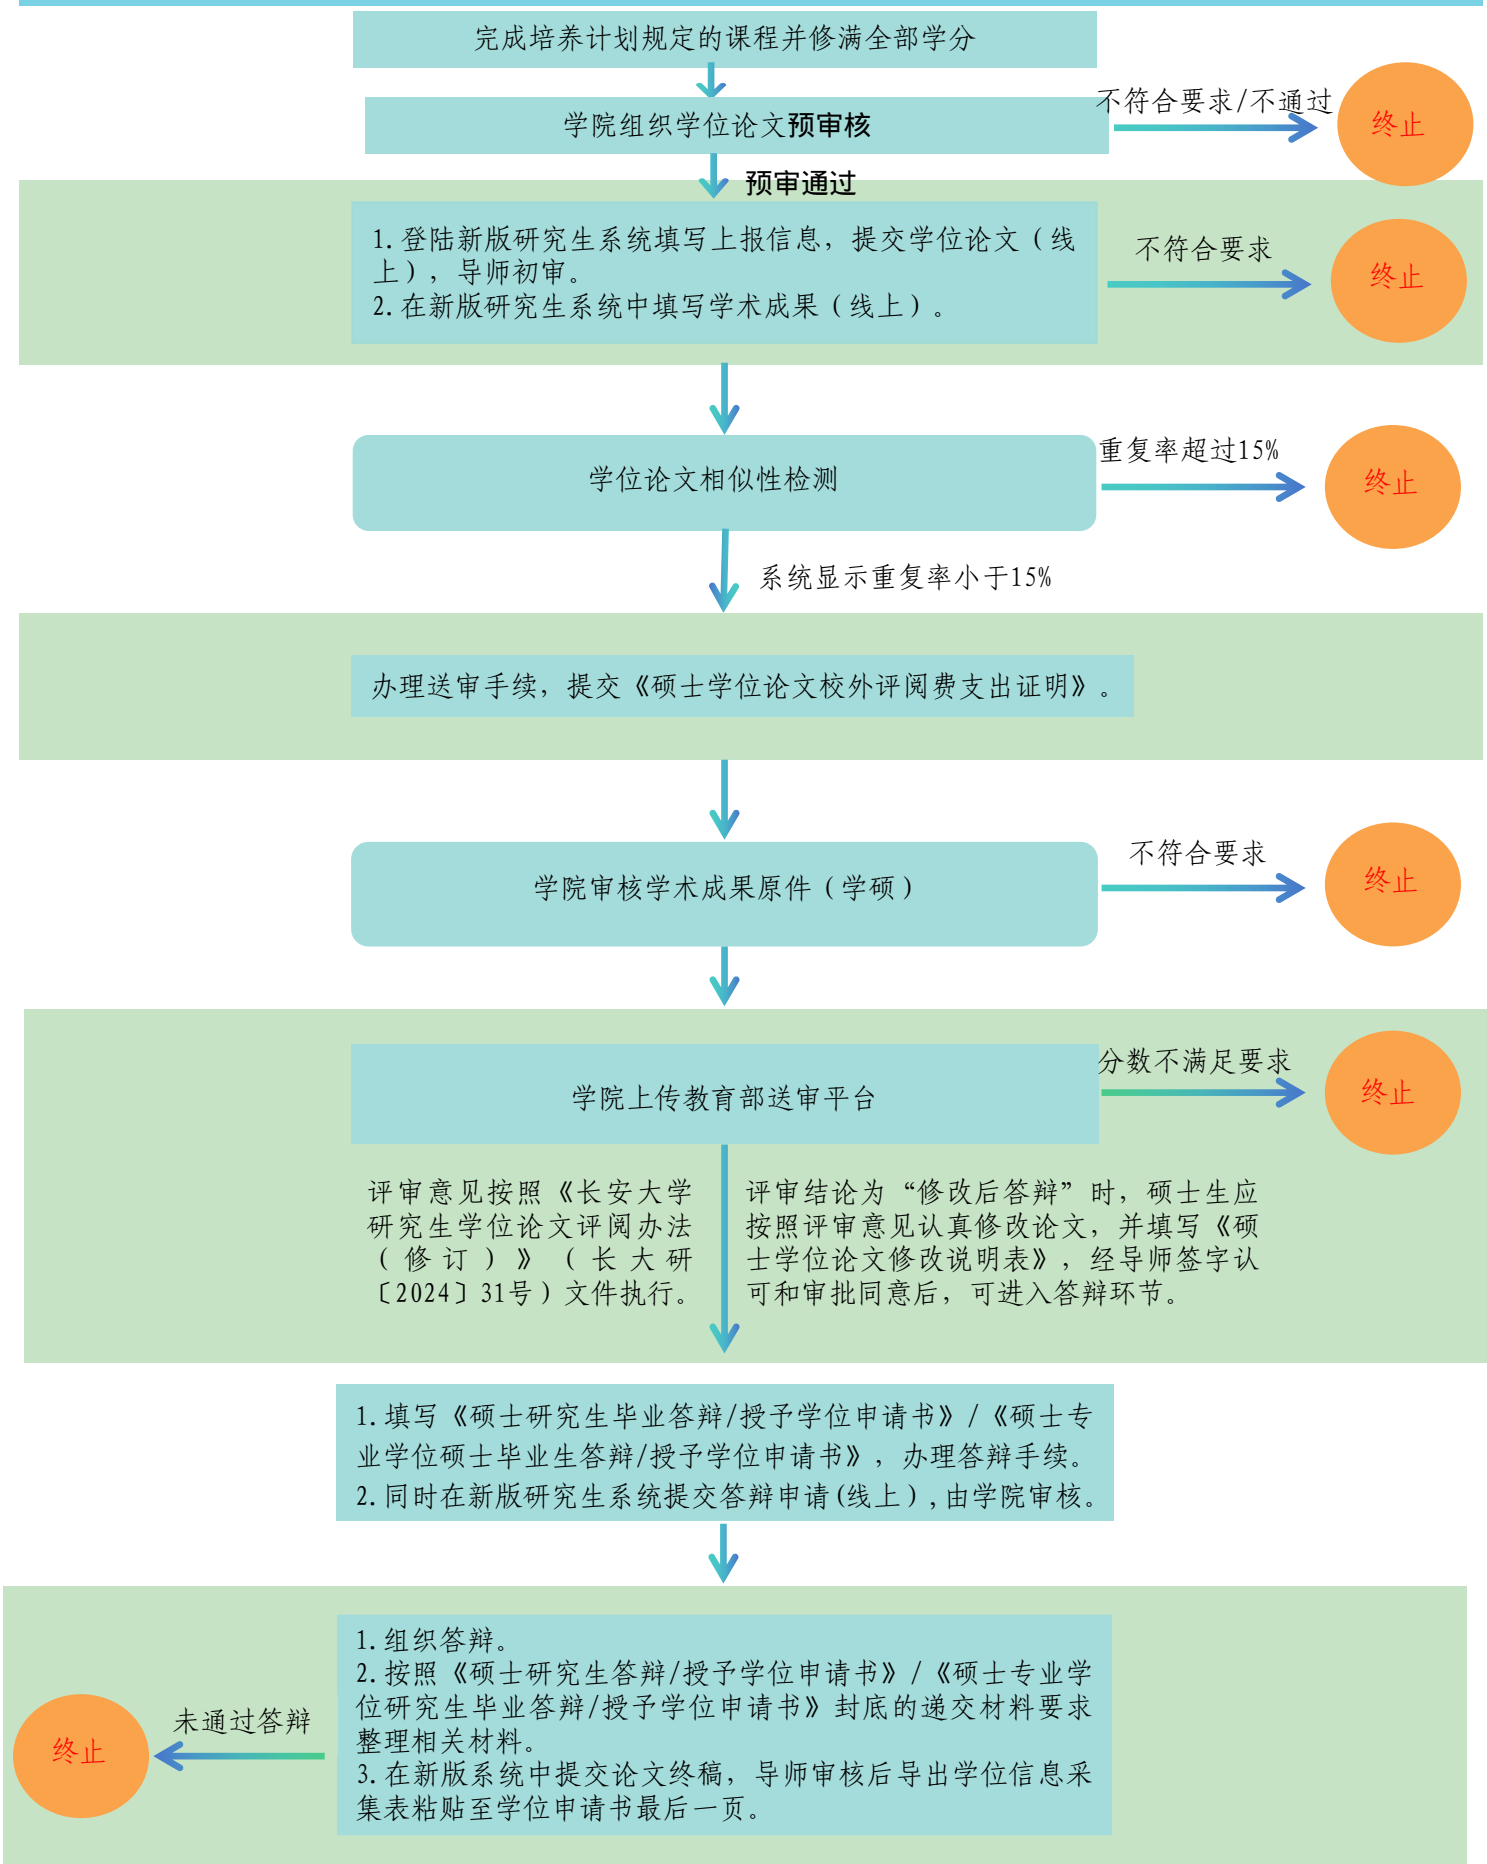 完成培养计划规定的课程并修满全部学分
不符合要求/不通过
学院组织学位论文预审核
终止
预审通过
1.登陆新版研究生系统填写上报信息，提交学位论文（线
上），导师初审。
2.在新版研究生系统中填写学术成果（线上）。
不符合要求
终止
学位论文相似性检测
重复率超过15%
终止
系统显示重复率小于15%
办理送审手续，提交《硕士学位论文校外评阅费支出证明》。
学院审核学术成果原件（学硕）
不符合要求
终止
学院上传教育部送审平台
分数不满足要求
终止
评审意见按照《长安大学
研究生学位论文评阅办法
（修订）》（长大研
〔2024〕31号）文件执行。
评审结论为“修改后答辩”时，硕士生应
按照评审意见认真修改论文，并填写《硕
士学位论文修改说明表》，经导师签字认
可和审批同意后，可进入答辩环节。
1.填写《硕士研究生毕业答辩/授予学位申请书》/《硕士专
业学位硕士毕业生答辩/授予学位申请书》，办理答辩手续。
2.同时在新版研究生系统提交答辩申请(线上）,由学院审核。
1.组织答辩。
2.按照《硕士研究生答辩/授予学位申请书》/《硕士专业学
位研究生毕业答辩/授予学位申请书》封底的递交材料要求
整理相关材料。
3.在新版系统中提交论文终稿，导师审核后导出学位信息采
集表粘贴至学位申请书最后一页。
未通过答辩
终止